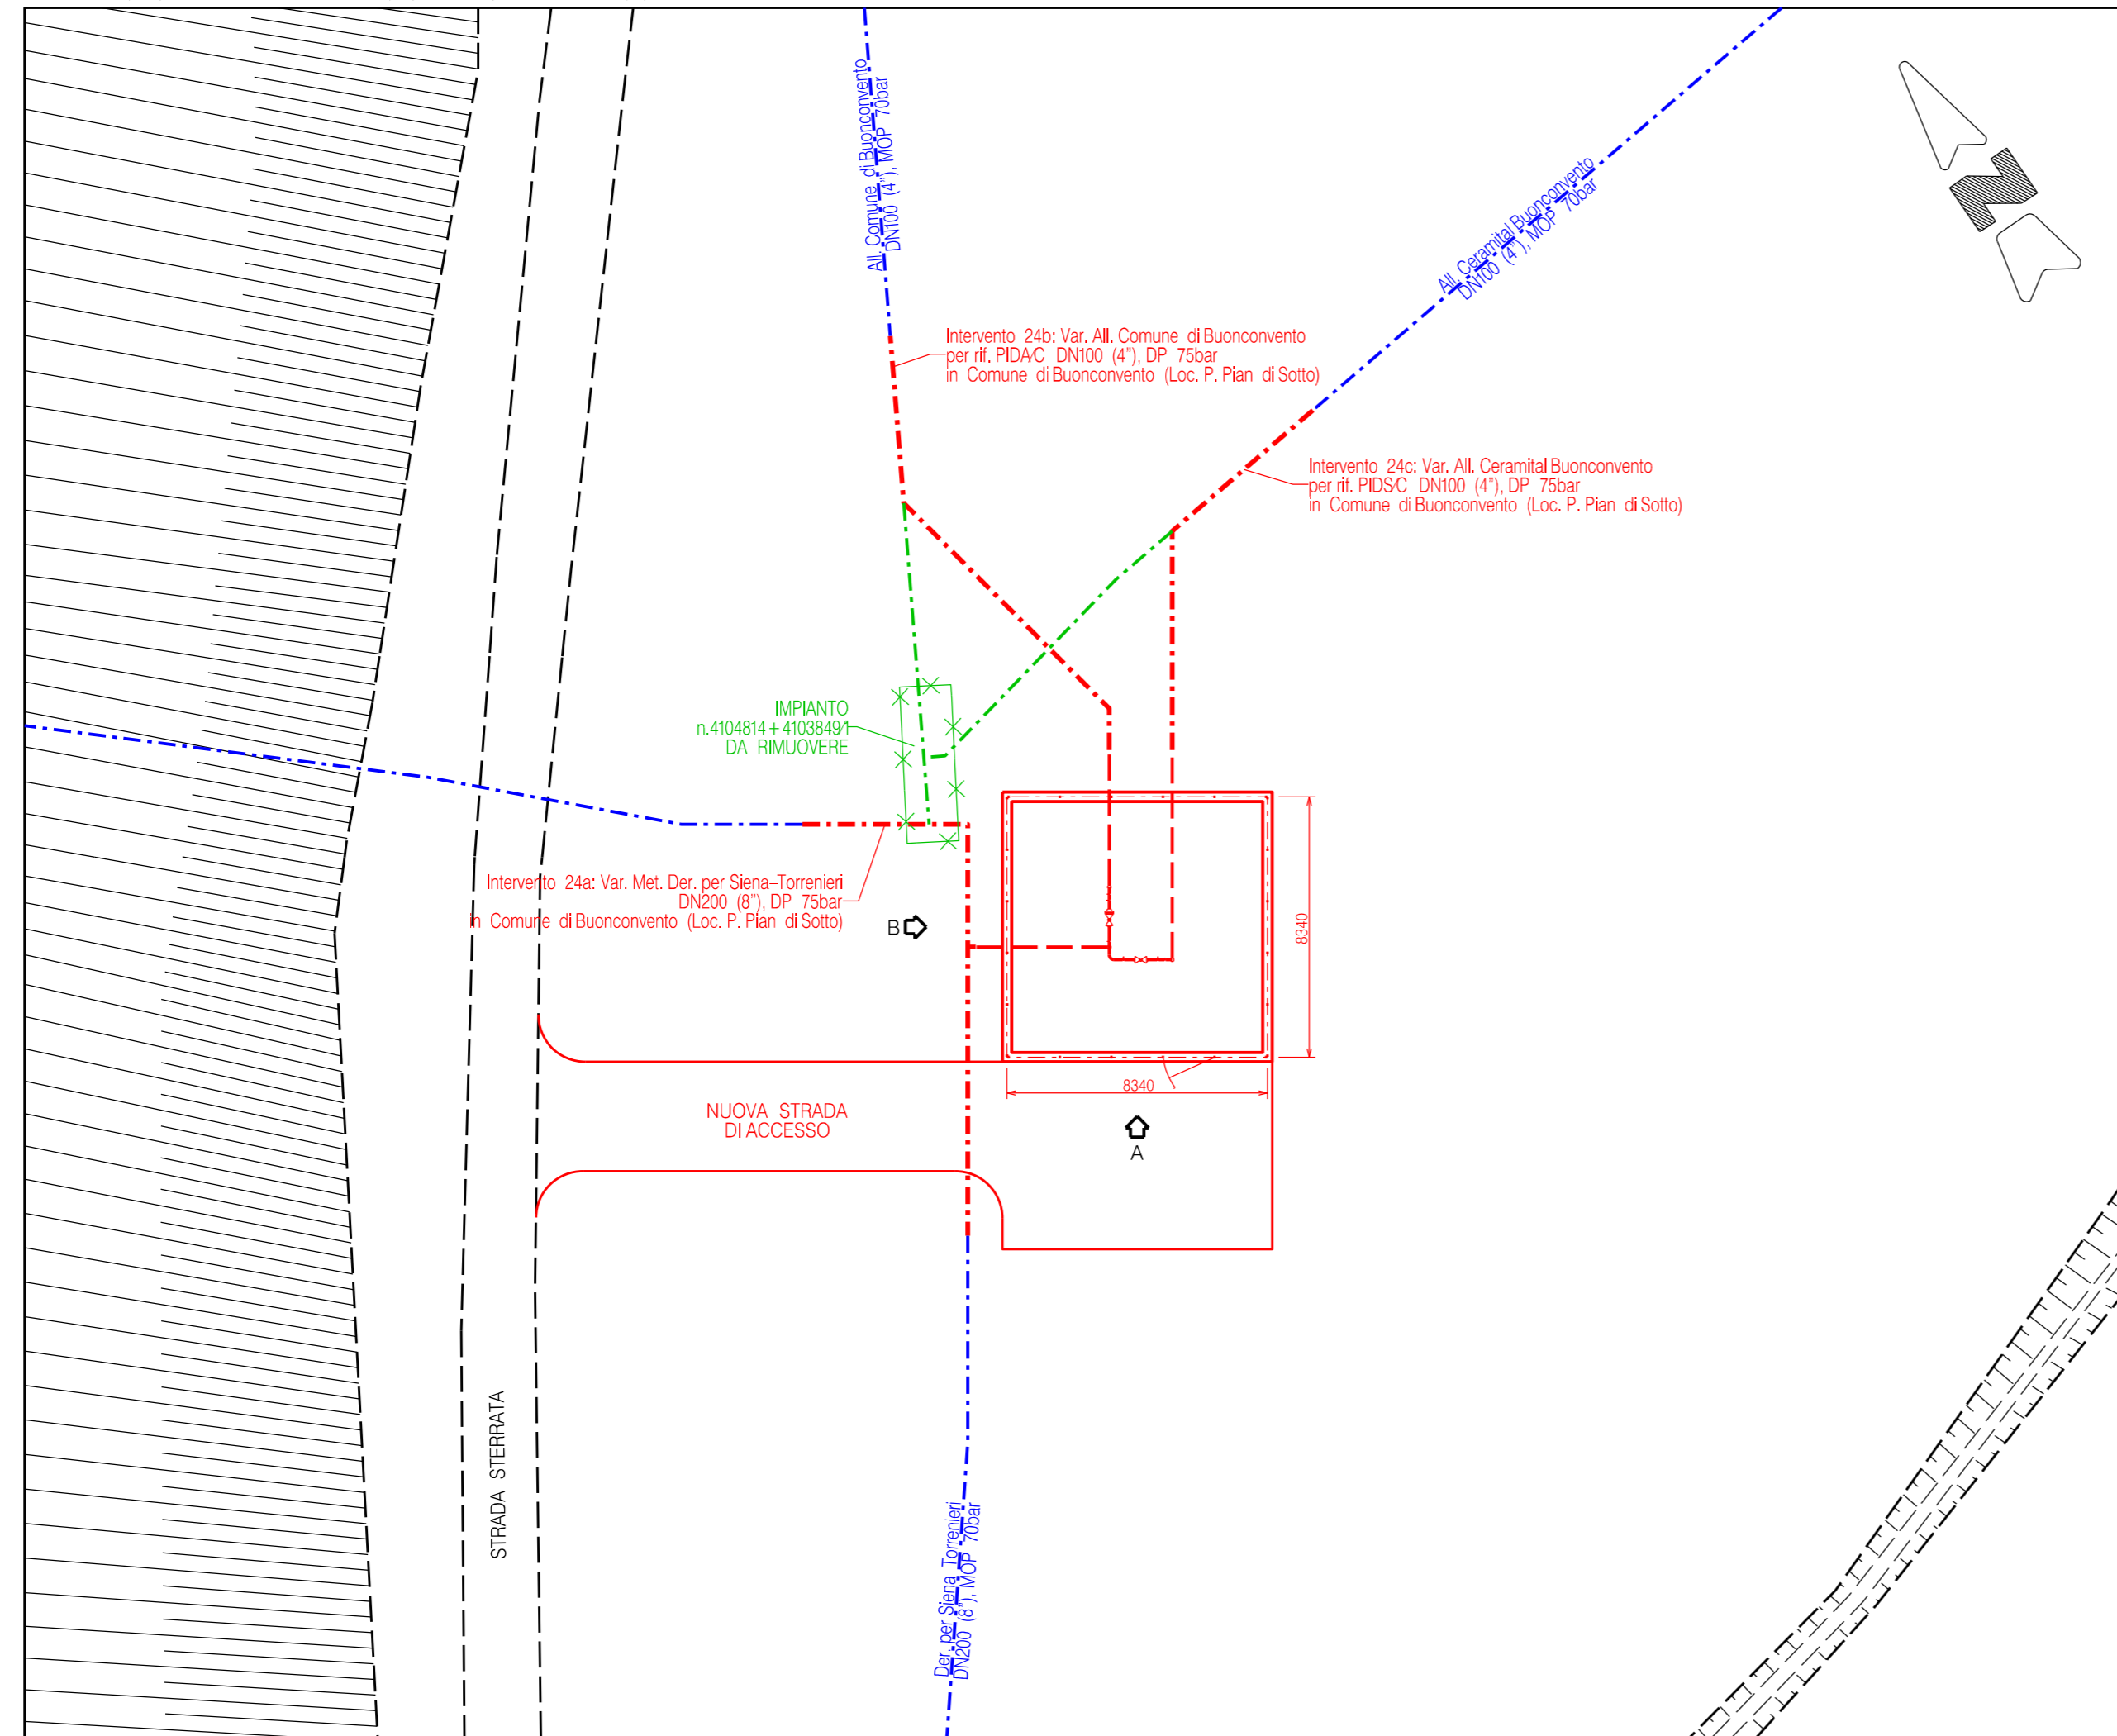 All. Comune di Buonconvento
DN100 (4"), MOP 70bar
All. Ceramital Buonconvento
DN100 (4"), MOP 70bar
N
Intervento 24b: Var. All. Comune di Buonconvento
per rif. PIDA/C DN100 (4"), DP 75bar
in Comune di Buonconvento (Loc. P. Pian di Sotto)
Intervento 24c: Var. All. Ceramital Buonconvento
per rif. PIDS/C DN100 (4"), DP 75bar
in Comune di Buonconvento (Loc. P. Pian di Sotto)
IMPIANTO
n.4104814+4103849/1
DA RIMUOVERE
Intervento 24a: Var. Met. Der. per Siena-Torrenieri
DN200 (8"), DP 75bar
in Comune di Buonconvento (Loc. P. Pian di Sotto)
B
8340
8340
NUOVA STRADA
DI ACCESSO
A
STRADA STERRATA
Der. per Siena Torrenieri
DN200 (8"), MOP 70bar